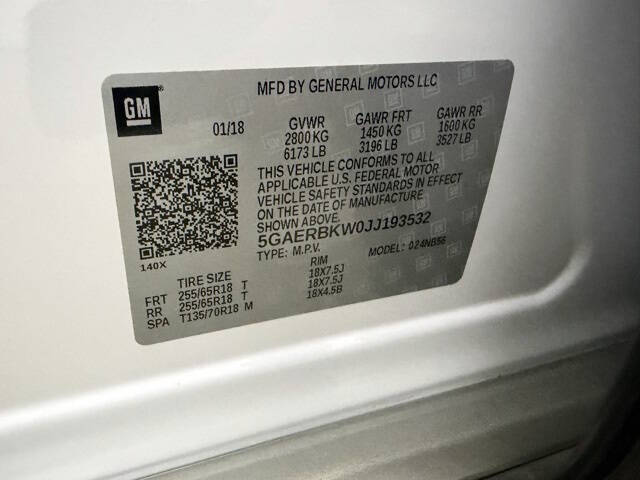 GM
MFD BY GENERAL MOTORS LLC
01/18 GVWR GAWR FRT GAWR RR
2800 KG 1450 KG 1600 KG
6173 LB 3196 LB 3527 LB
THIS VEHICLE CONFORMS TO ALL
APPLICABLE U.S. FEDERAL MOTOR
VEHICLE SAFETY STANDARDS IN EFFECT
ON THE DATE OF MANUFACTURE
SHOWN ABOVE.
5GAERBKW0JJ193532
TYPE: M.P.V. MODEL: 024NB56
140X
TIRE SIZE RIM
FRT 255/65R18 T 18X7.5J
RR 255/65R18 T 18X7.5J
SPA T135/70R18 M 18X4.5B